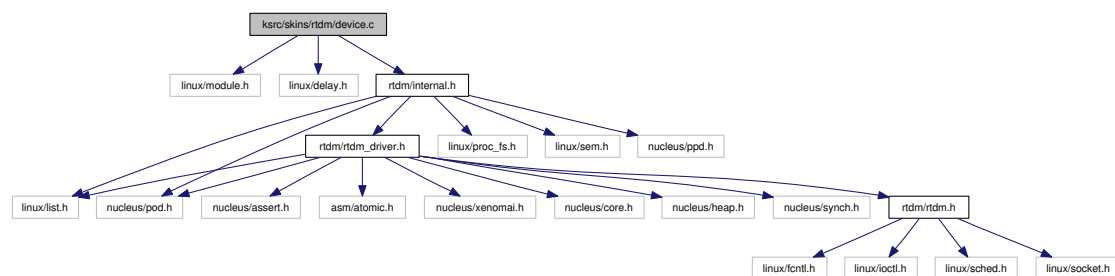 ksrc/skins/rtdm/device.c
linux/module.h
linux/delay.h
rtdm/internal.h
rtdm/rtdm_driver.h
linux/proc_fs.h
linux/sem.h
nucleus/ppd.h
linux/list.h
nucleus/pod.h
nucleus/assert.h
asm/atomic.h
nucleus/xenomai.h
nucleus/core.h
nucleus/heap.h
nucleus/synch.h
rtdm/rtdm.h
linux/fcntl.h
linux/ioctl.h
linux/sched.h
linux/socket.h